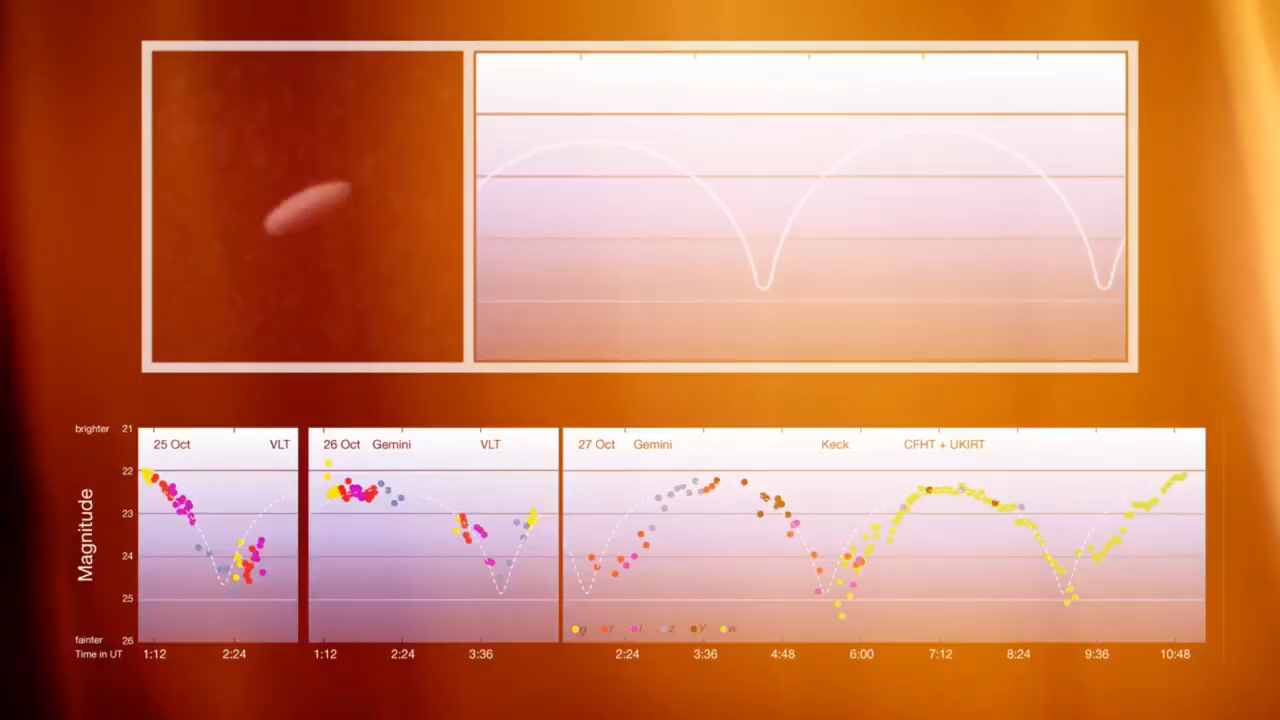 brighter 21
25 Oct VLT
26 Oct Gemini VLT
27 Oct Gemini Keck CFHT + UKIRT
22
23
Magnitude
24
25
g r i z Y w
fainter 26
Time in UT 1:12 2:24 1:12 2:24 3:36 2:24 3:36 4:48 6:00 7:12 8:24 9:36 10:48